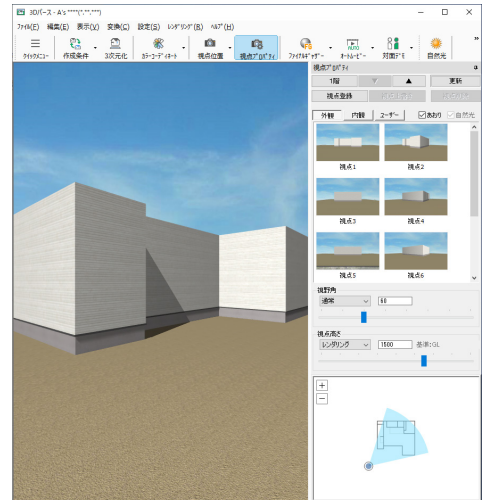 3Dパース - A's ****(*.**.***)
ファイル(F) 編集(E) 表示(V) 変換(C) 設定(S) レンダリング(R) ヘルプ(H)
クイックメニュー 作成条件 3次元化 カラーコーディネート 視点位置 視点プロパティ ファイナルギャザー オートムービー 対面デモ 自然光 »
視点プロパティ
1階 ▼ ▲ 更新
視点登録
外観 内観 ユーザー あおり 自然光
視点1 視点2
視点3 視点4
視点5 視点6
視野角
通常 60
視点高さ
レンダリング 1500 基準:GL
+
−